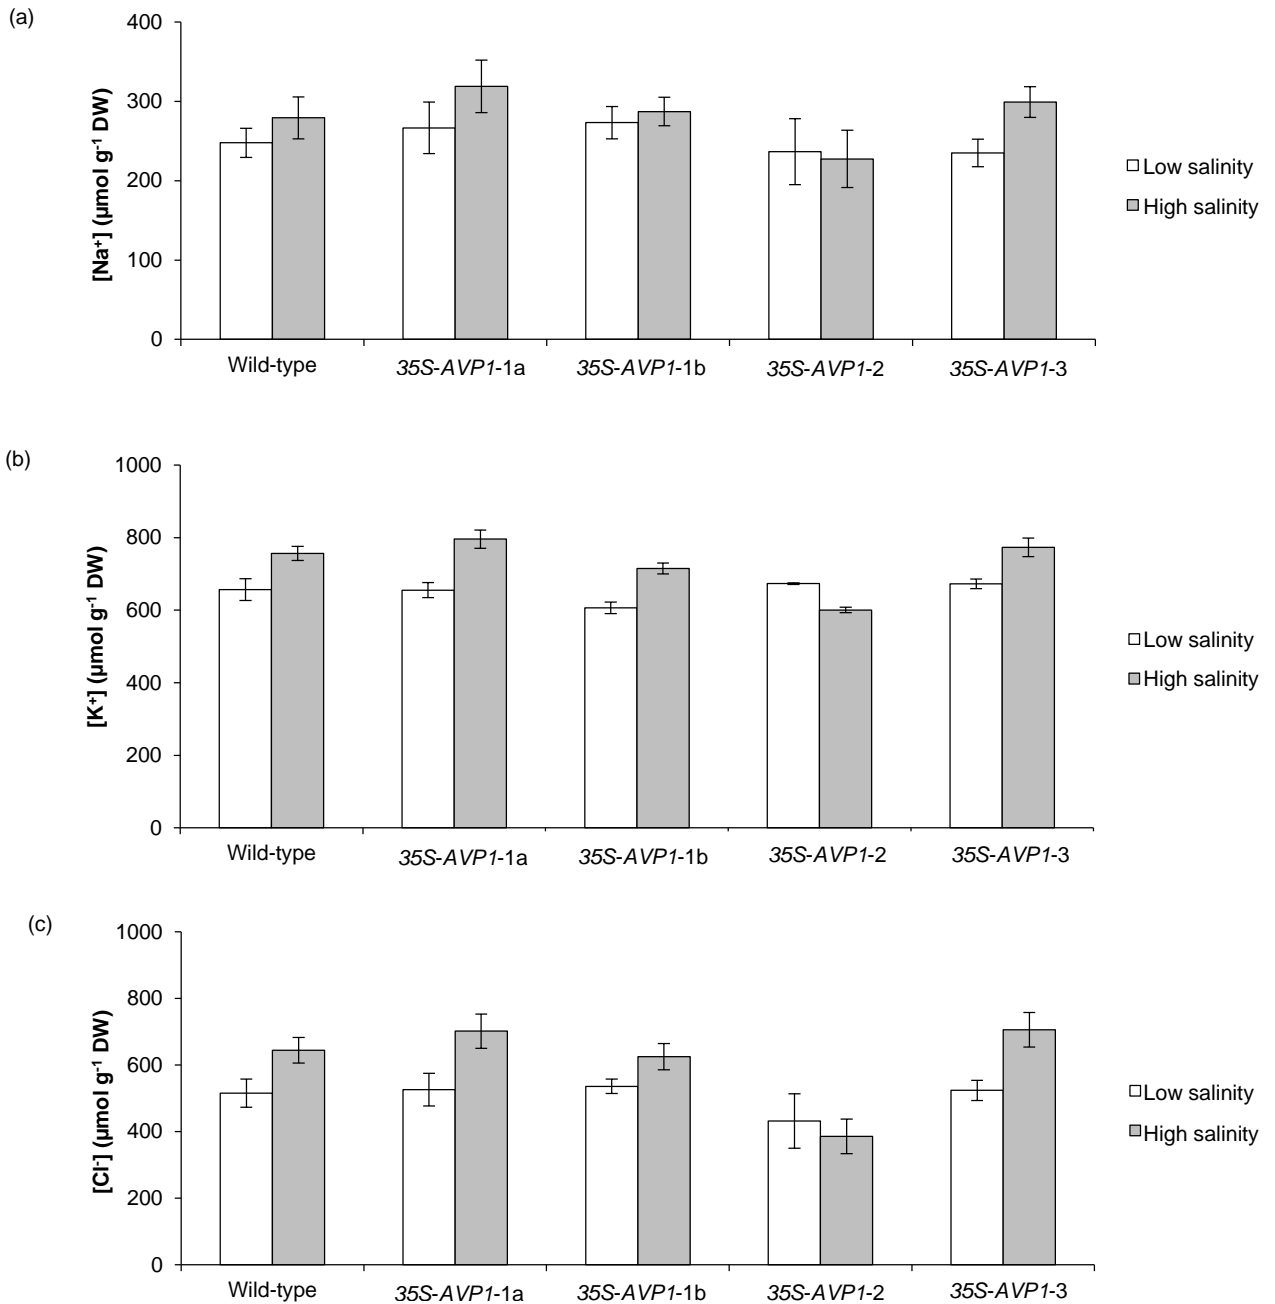 (a)
400
300
200
100
0
[Na⁺] (µmol g⁻¹ DW)
Low salinity
High salinity
Wild-type 35S-AVP1-1a 35S-AVP1-1b 35S-AVP1-2 35S-AVP1-3
(b)
1000
800
600
400
200
0
[K⁺] (µmol g⁻¹ DW)
Low salinity
High salinity
Wild-type 35S-AVP1-1a 35S-AVP1-1b 35S-AVP1-2 35S-AVP1-3
(c)
1000
800
600
400
200
0
[Cl⁻] (µmol g⁻¹ DW)
Low salinity
High salinity
Wild-type 35S-AVP1-1a 35S-AVP1-1b 35S-AVP1-2 35S-AVP1-3